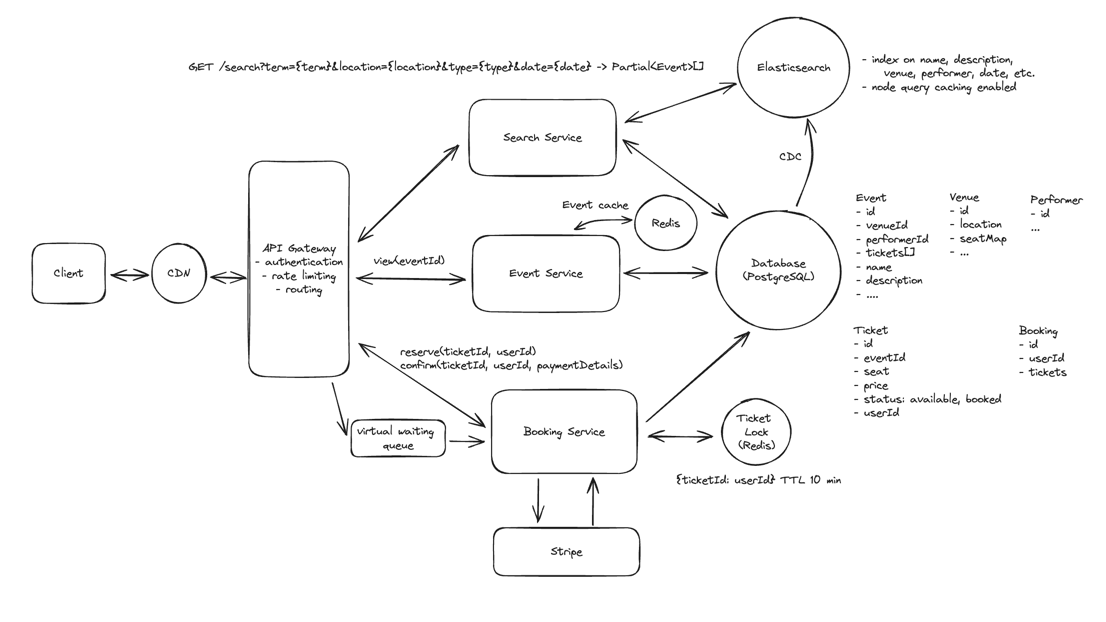 GET /search?term={term}&location={location}&type={type}&date={date} -> Partial<Event>[]
Elasticsearch
- index on name, description,
venue, performer, date, etc.
- node query caching enabled
Search Service
CDC
Event cache
Redis
Client
CDN
API Gateway
- authentication
- rate limiting
- routing
view(eventId)
Event Service
Database
(PostgreSQL)
Event
- id
- venueId
- performerId
- tickets[]
- name
- description
- ....
Venue
- id
- location
- seatMap
- ...
Performer
- id
...
Ticket
- id
- eventId
- seat
- price
- status: available, booked
- userId
Booking
- id
- userId
- tickets
reserve(ticketId, userId)
confirm(ticketId, userId, paymentDetails)
virtual waiting
queue
Booking Service
Ticket
Lock
(Redis)
{ticketId: userId} TTL 10 min
Stripe